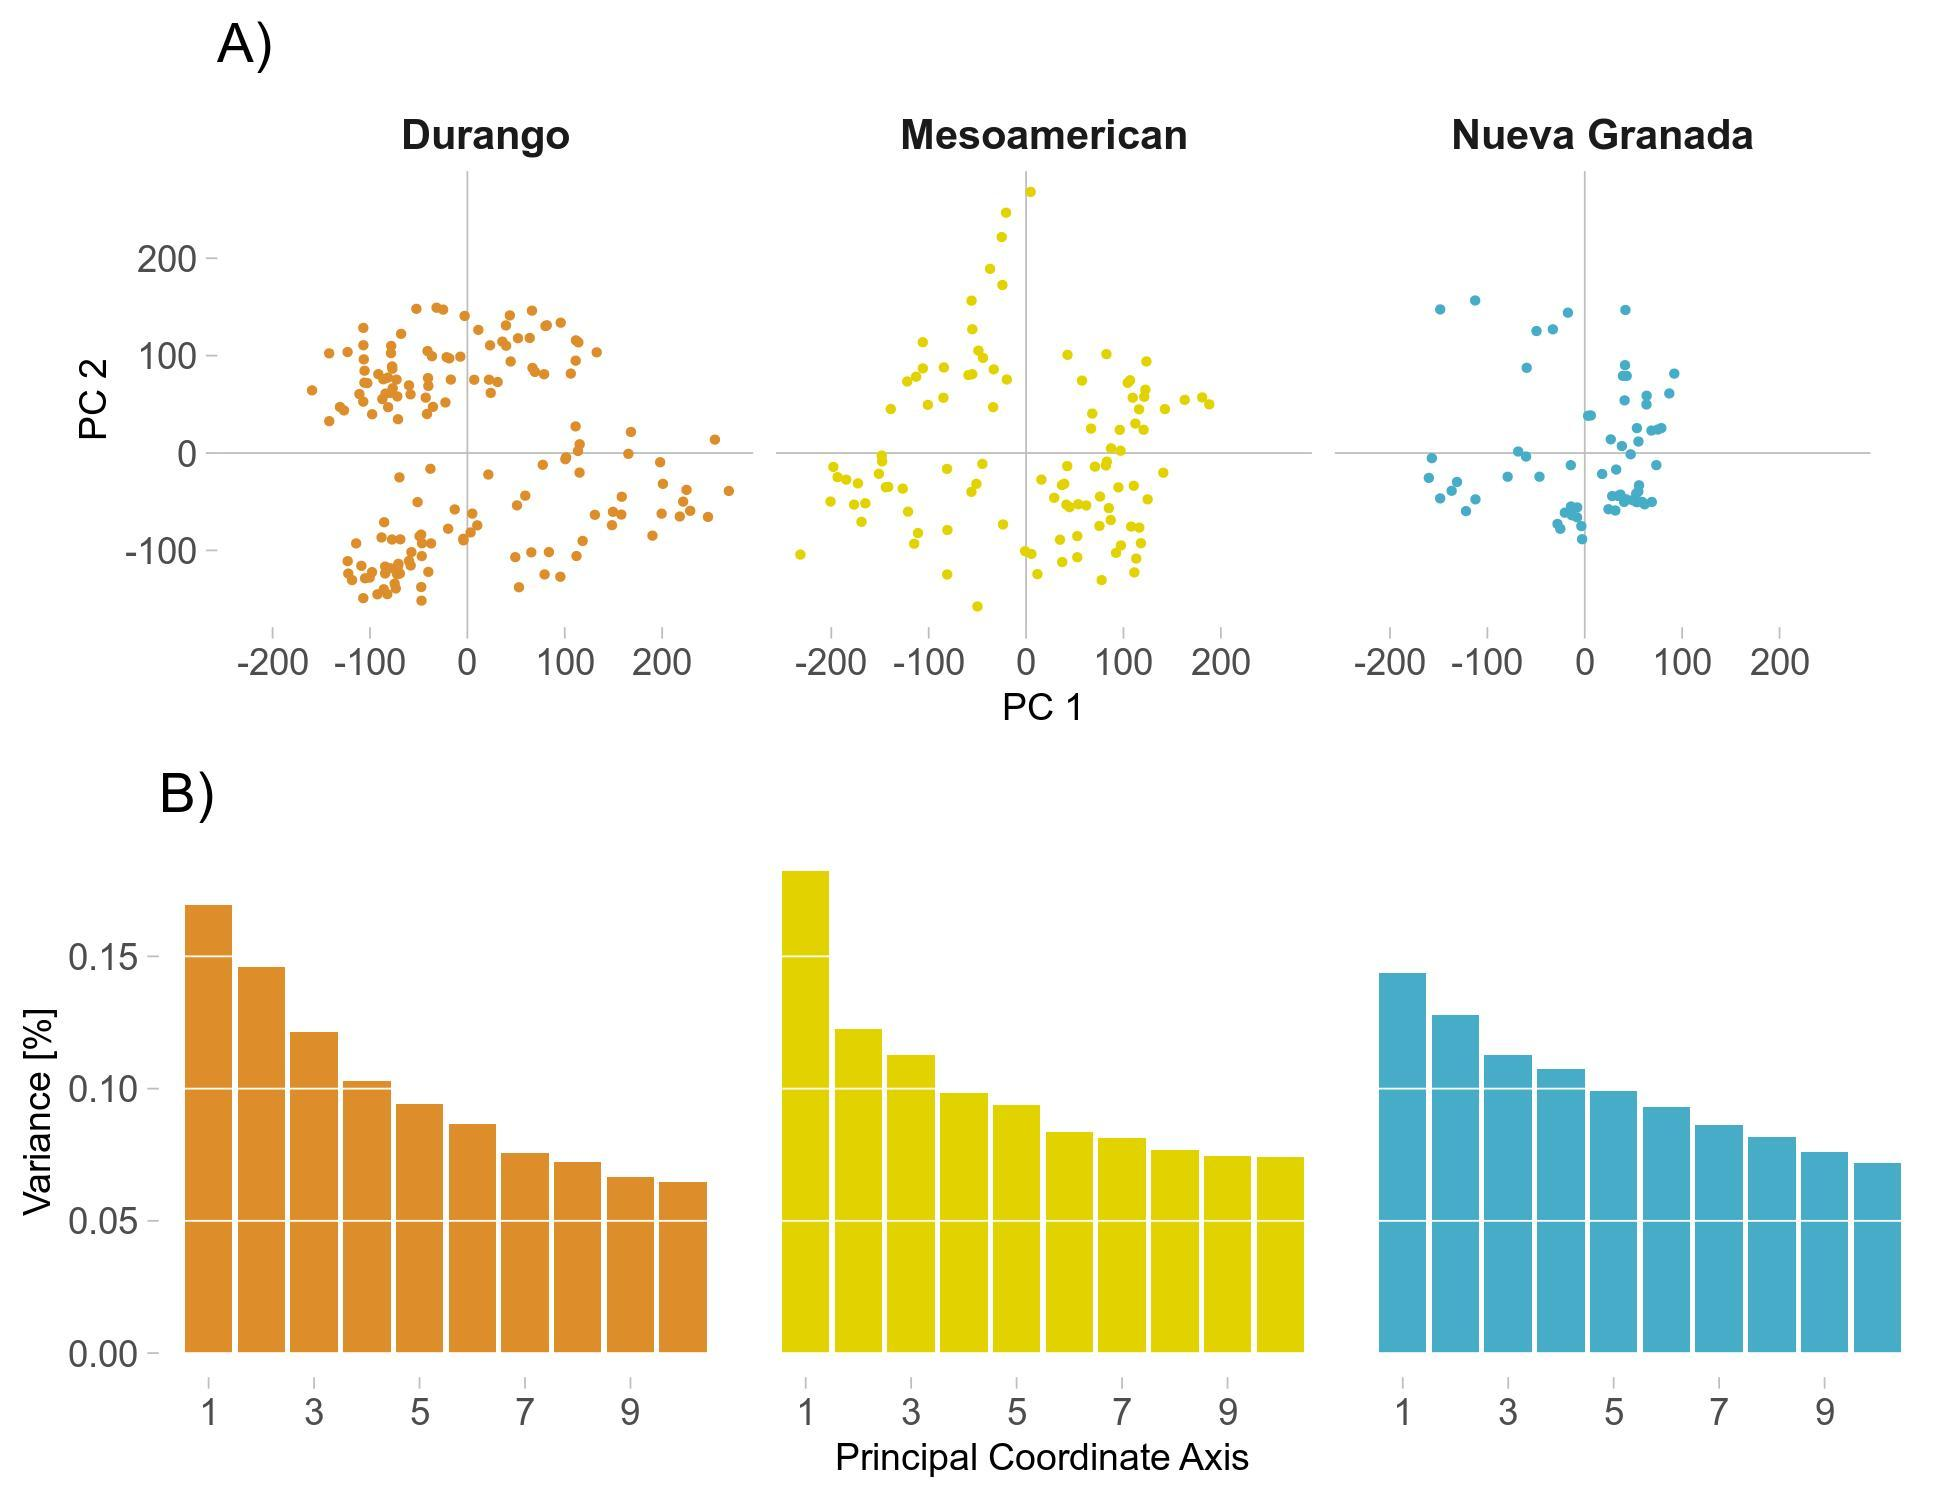 A)
Durango Mesoamerican Nueva Granada
PC 2
200
100
0
-100
-200 -100 0 100 200 -200 -100 0 100 200 -200 -100 0 100 200
PC 1
B)
Variance [%]
0.15
0.10
0.05
0.00
1 3 5 7 9 1 3 5 7 9 1 3 5 7 9
Principal Coordinate Axis